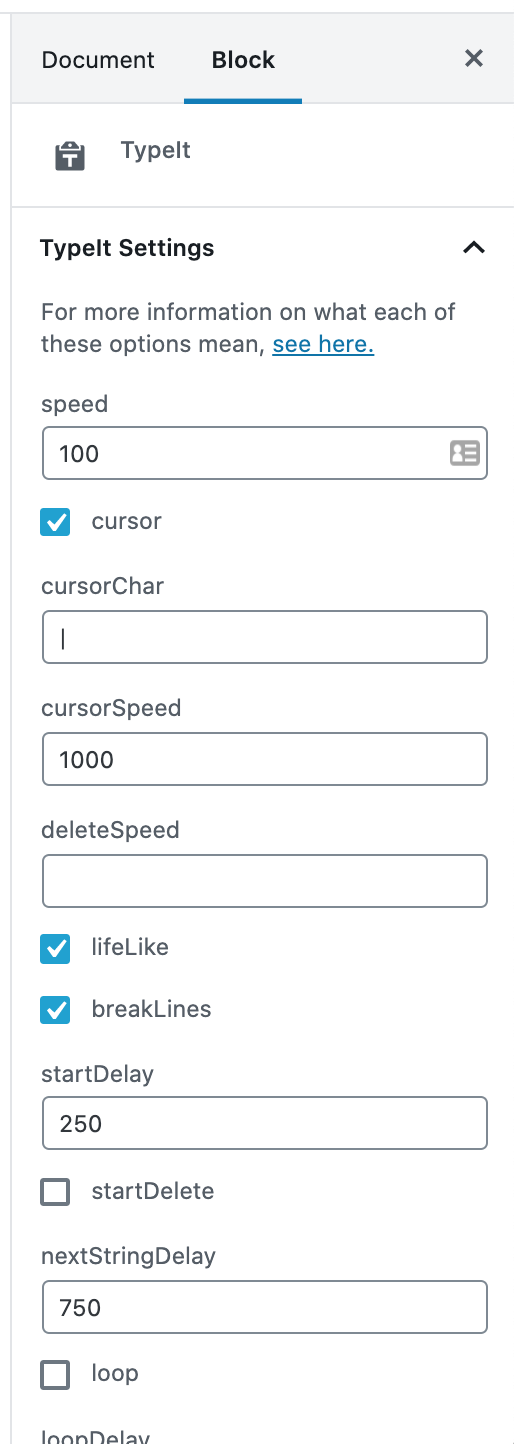 Document Block
TypeIt
TypeIt Settings
For more information on what each of
these options mean, see here.
speed
100
cursor
cursorChar
|
cursorSpeed
1000
deleteSpeed
lifeLike
breakLines
startDelay
250
startDelete
nextStringDelay
750
loop
loopDelay